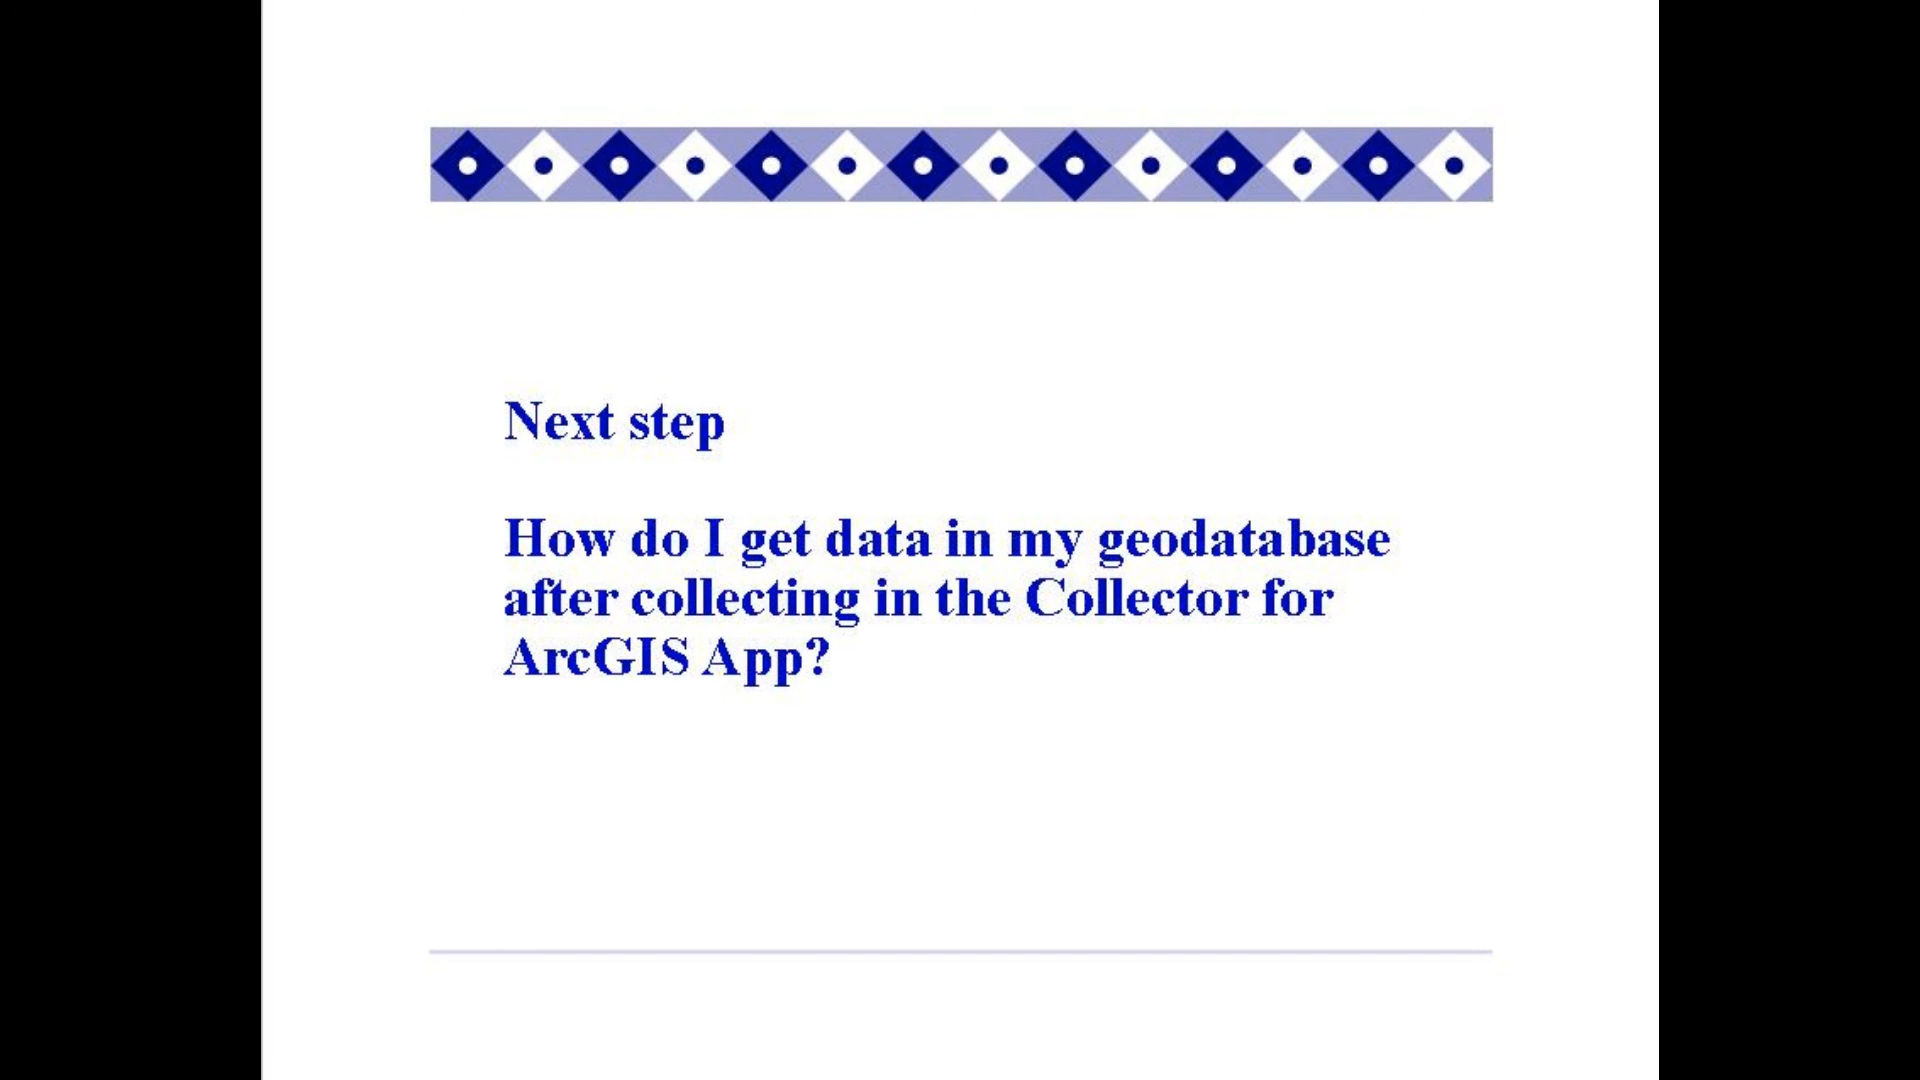 Next step
How do I get data in my geodatabase
after collecting in the Collector for
ArcGIS App?